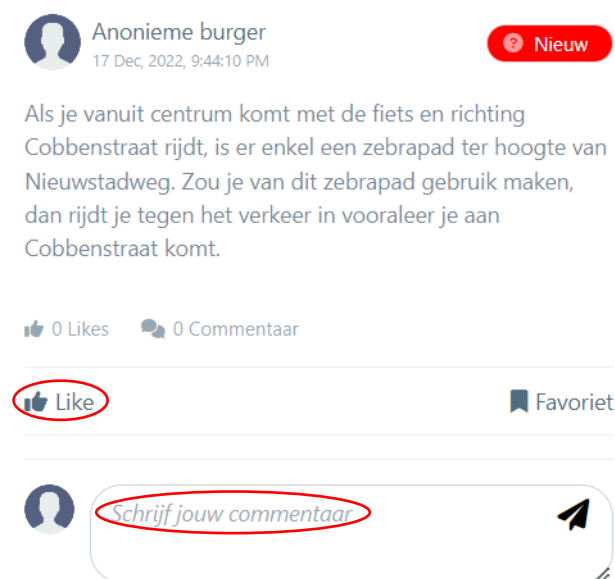 Anonieme burger
17 Dec, 2022, 9:44:10 PM
Nieuw
Als je vanuit centrum komt met de fiets en richting
Cobbenstraat rijdt, is er enkel een zebrapad ter hoogte van
Nieuwstadweg. Zou je van dit zebrapad gebruik maken,
dan rijdt je tegen het verkeer in vooraleer je aan
Cobbenstraat komt.
0 Likes 0 Commentaar
Like Favoriet
Schrijf jouw commentaar